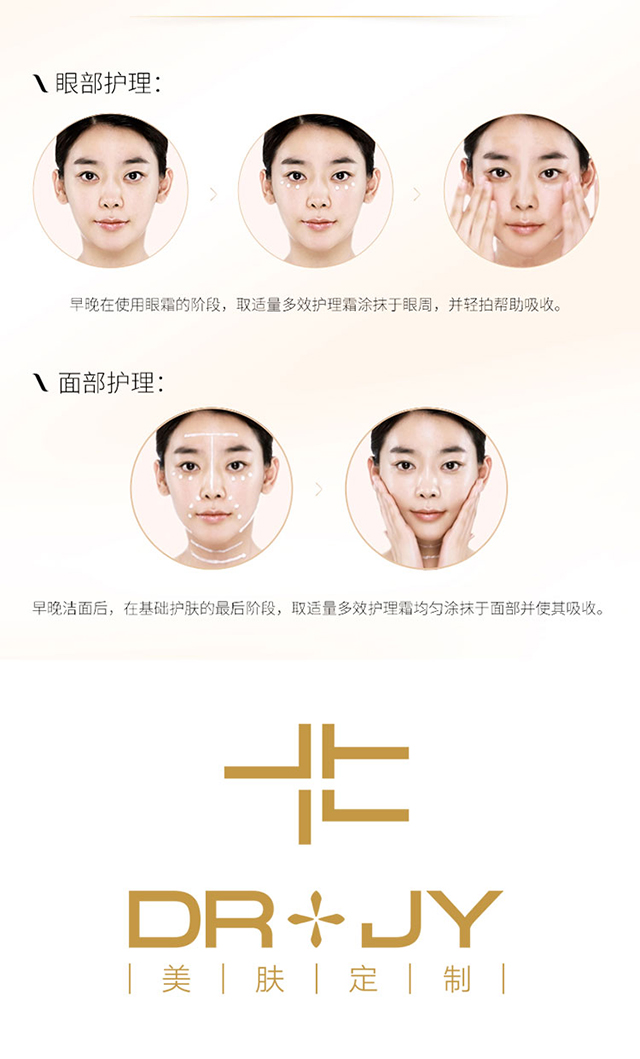 眼部护理:
早晚在使用眼霜的阶段，取适量多效护理霜涂抹于眼周，并轻拍帮助吸收。
面部护理:
早晚洁面后，在基础护肤的最后阶段，取适量多效护理霜均匀涂抹于面部并使其吸收。
DR JY
美肤定制